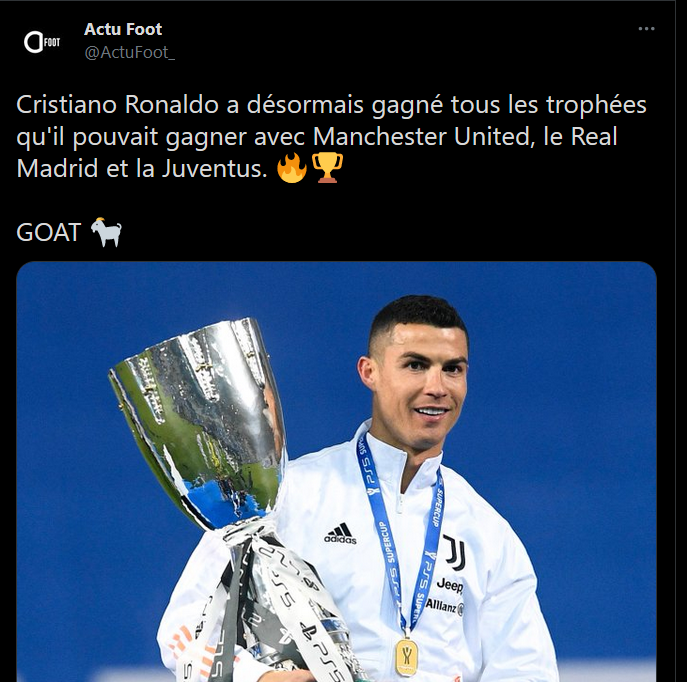 Actu Foot
FOOT
@ActuFoot_
Cristiano Ronaldo a désormais gagné tous les trophées
qu'il pouvait gagner avec Manchester United, le Real
Madrid et la Juventus. 🔥🏆
GOAT 🐐
adidas
Jeep
Allianz
PS5 SUPERCUP
PS5
SUPERCUP
PS5